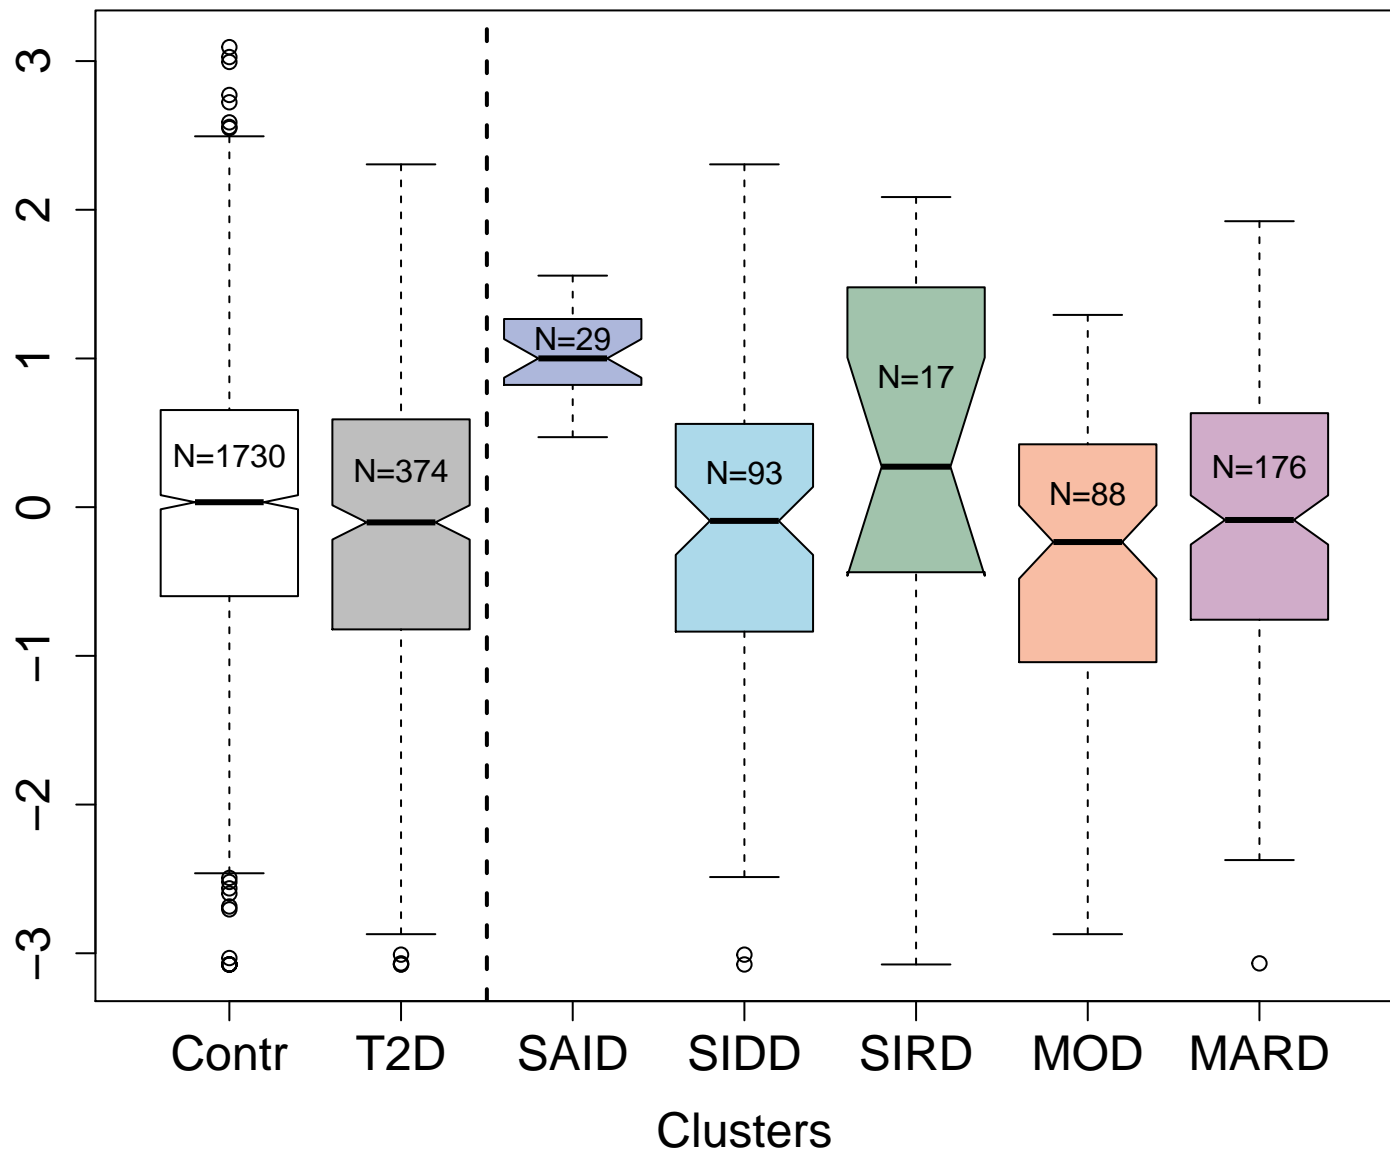 3
2
1
0
−1
−2
−3
N=1730
N=374
N=29
N=93
N=17
N=88
N=176
Contr T2D SAID SIDD SIRD MOD MARD
Clusters